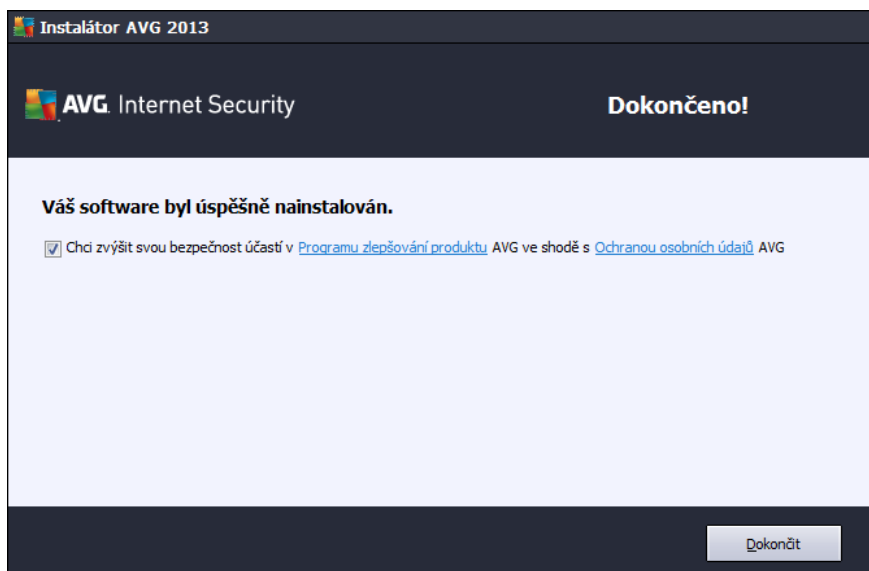 Instalátor AVG 2013
AVG. Internet Security
Dokončeno!
Váš software byl úspěšně nainstalován.
Chci zvýšit svou bezpečnost účastí v Programu zlepšování produktu AVG ve shodě s Ochranou osobních údajů AVG
Dokončit